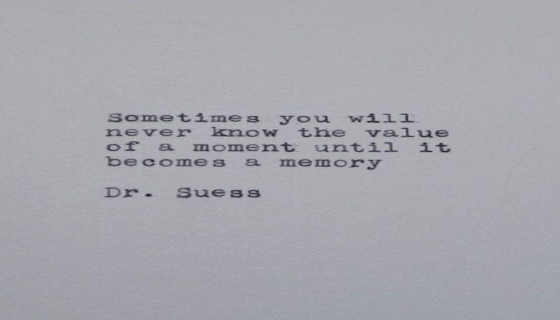 Sometimes you will
never know the value
of a moment until it
becomes a memory
Dr. Suess